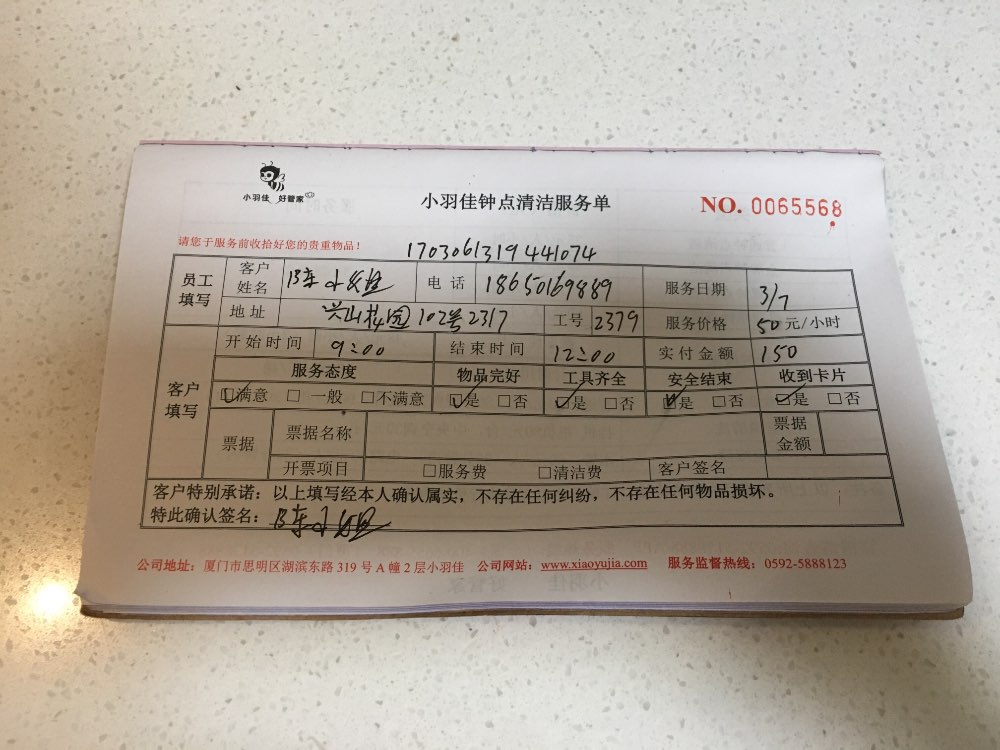 小羽佳 好管家
小羽佳钟点清洁服务单
NO. 0065568
请您于服务前收拾好您的贵重物品！
1703061319441074
员工填写 客户姓名 陈小 电话 18650169889 服务日期 3/7
地址 兴山花园102号2317 工号 2379 服务价格 50元/小时
客户填写 开始时间 9:00 结束时间 12:00 实付金额 150
服务态度 物品完好 工具齐全 安全结束 收到卡片
☑满意 □一般 □不满意 ☑是 □否 ☑是 □否 ☑是 □否 ☑是 □否
票据 票据名称 票据金额
开票项目 □服务费 □清洁费 客户签名
客户特别承诺：以上填写经本人确认属实，不存在任何纠纷，不存在任何物品损坏。
特此确认签名：陈小
公司地址：厦门市思明区湖滨东路319号A幢2层小羽佳 公司网站：www.xiaoyujia.com 服务监督热线：0592-5888123